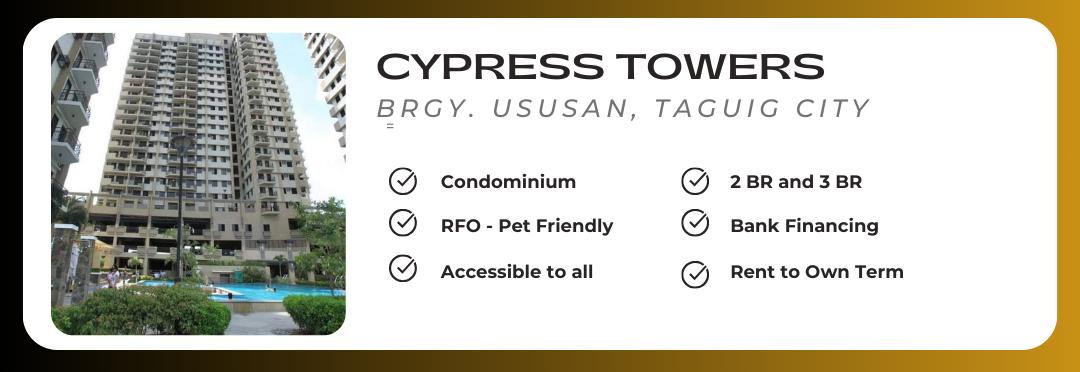 CYPRESS TOWERS
BRGY. USUSAN, TAGUIG CITY
=
Condominium
RFO - Pet Friendly
Accessible to all
2 BR and 3 BR
Bank Financing
Rent to Own Term